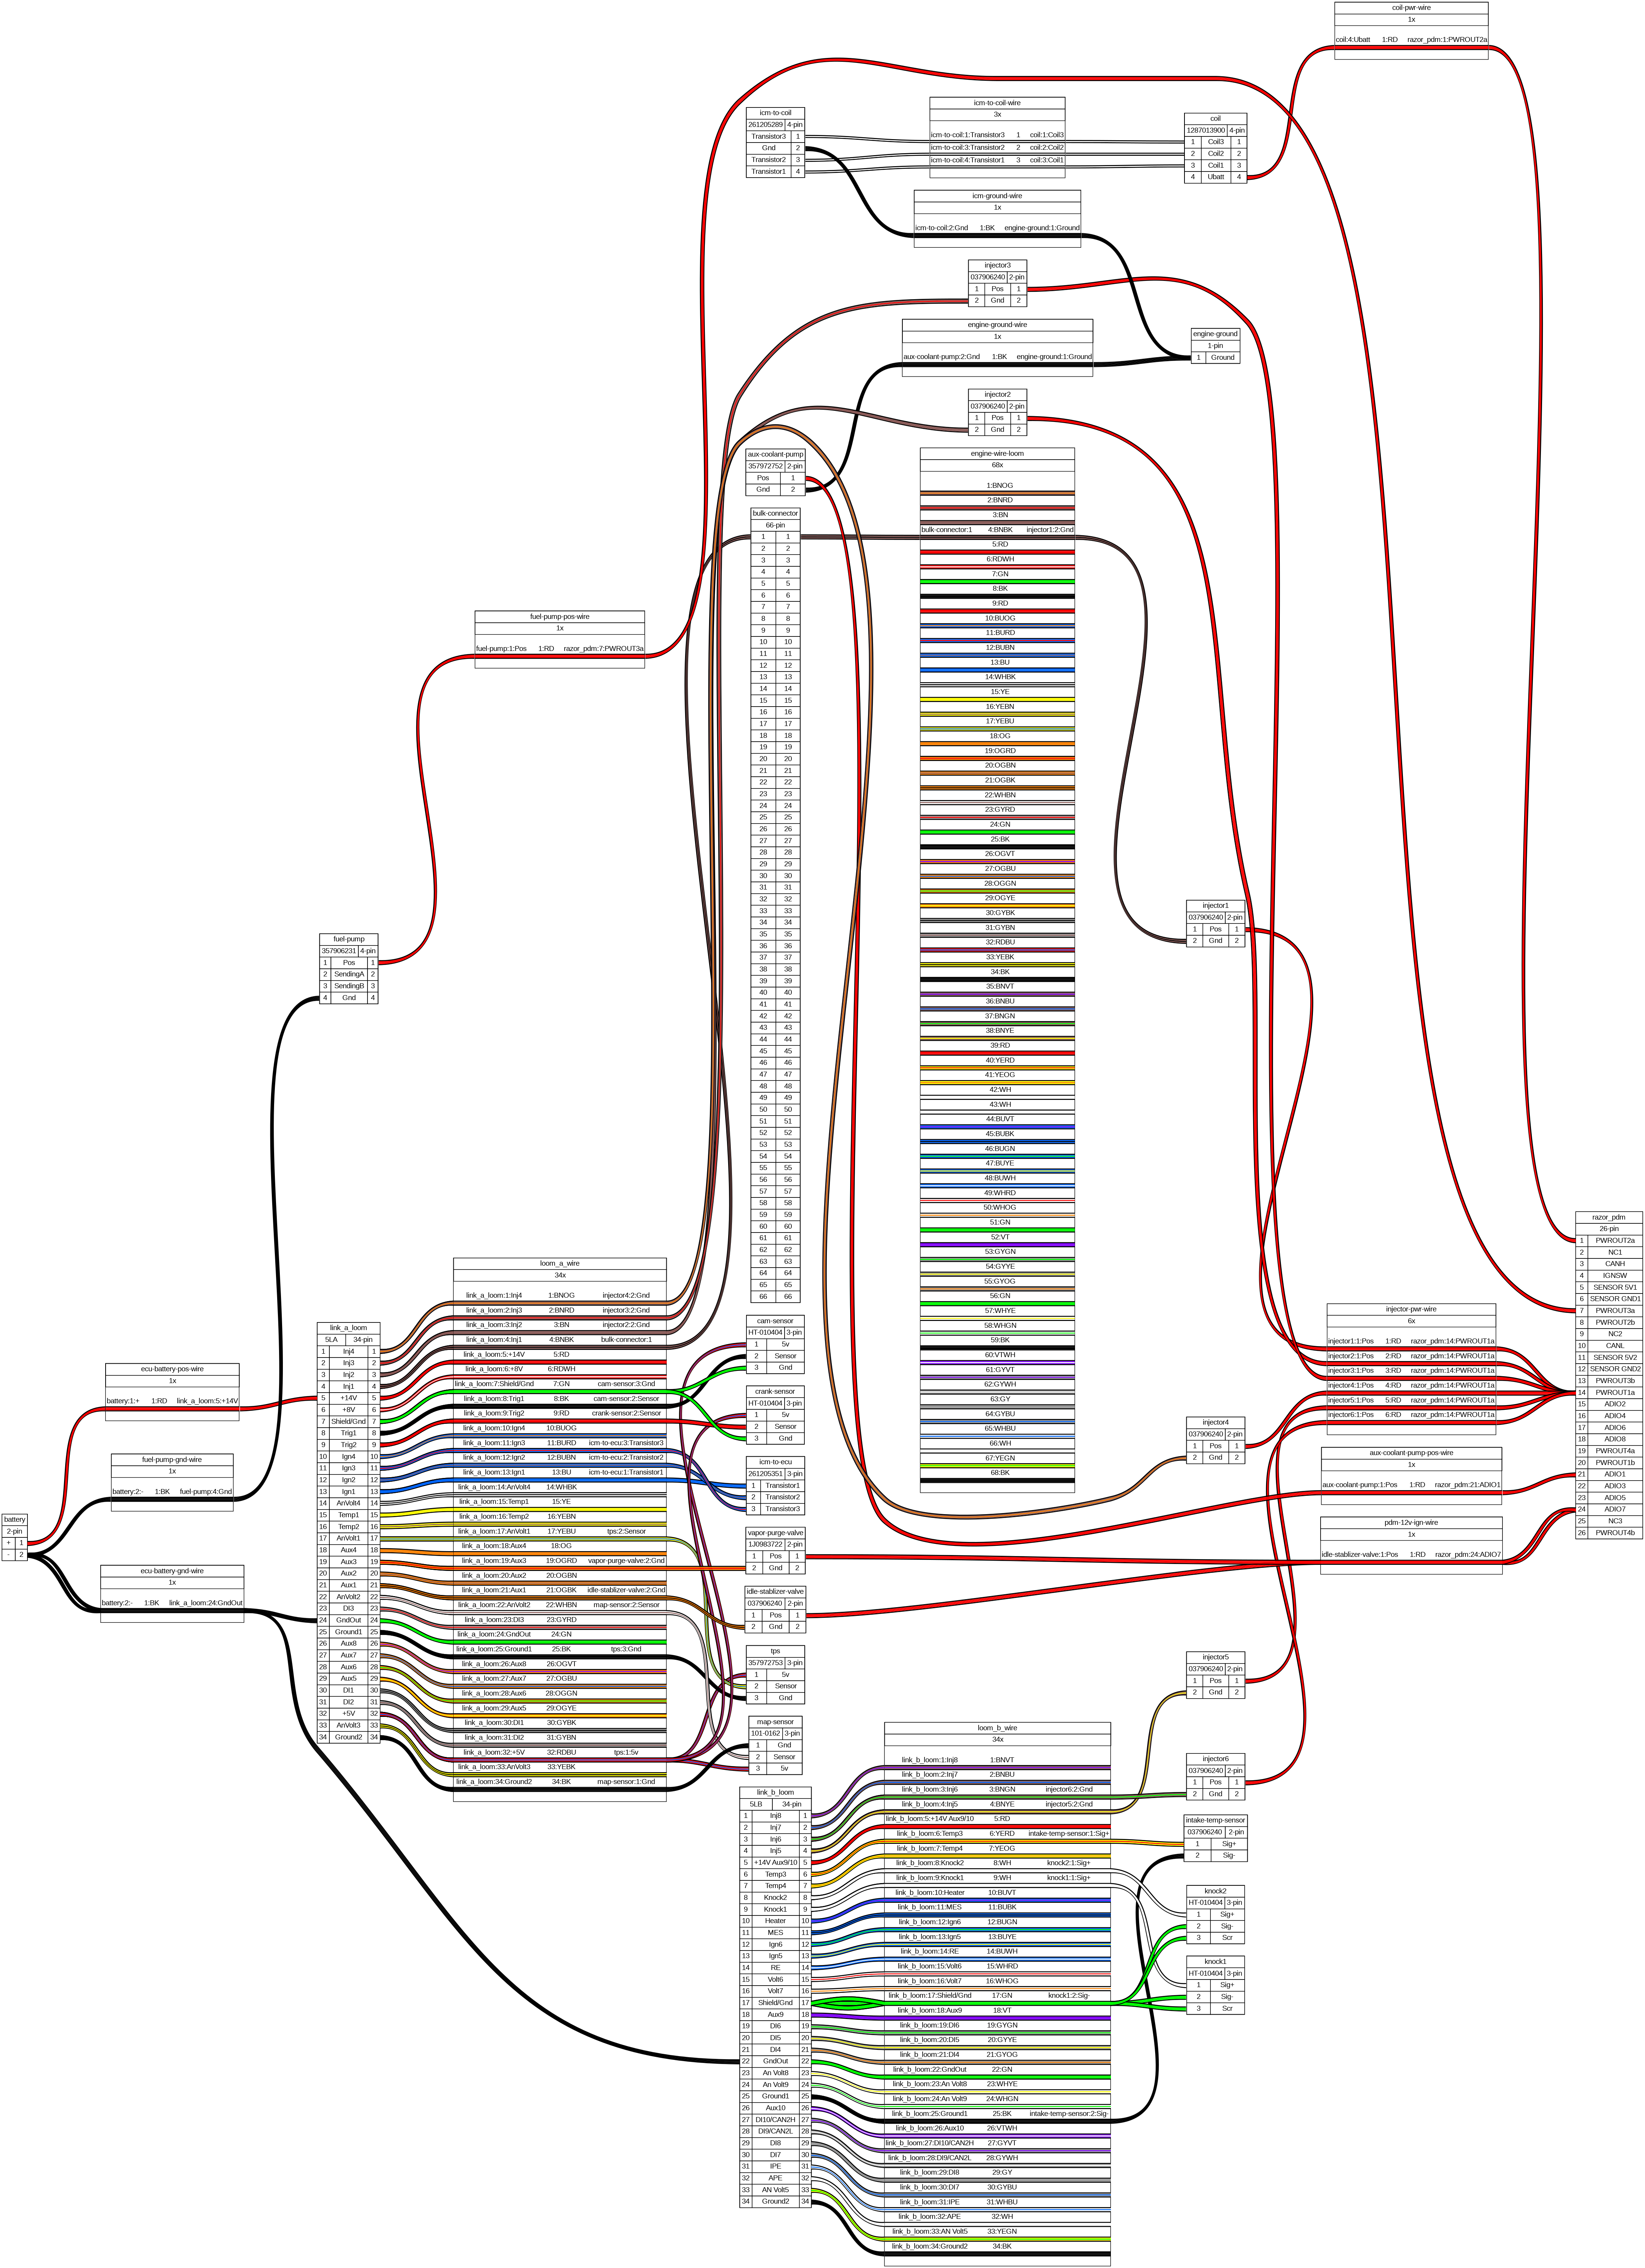 coil-pwr-wire
1x
coil:4:Ubatt 1:RD razor_pdm:1:PWROUT2a
icm-to-coil
261205289 4-pin
Transistor3 1
Gnd 2
Transistor2 3
Transistor1 4
icm-to-coil-wire
3x
icm-to-coil:1:Transistor3 1 coil:1:Coil3
icm-to-coil:3:Transistor2 2 coil:2:Coil2
icm-to-coil:4:Transistor1 3 coil:3:Coil1
coil
1287013900 4-pin
1 Coil3 1
2 Coil2 2
3 Coil1 3
4 Ubatt 4
icm-ground-wire
1x
icm-to-coil:2:Gnd 1:BK engine-ground:1:Ground
injector3
037906240 2-pin
1 Pos 1
2 Gnd 2
engine-ground-wire
1x
aux-coolant-pump:2:Gnd 1:BK engine-ground:1:Ground
engine-ground
1-pin
1 Ground
injector2
037906240 2-pin
1 Pos 1
2 Gnd 2
aux-coolant-pump
357972752 2-pin
Pos 1
Gnd 2
bulk-connector
66-pin
1 1
2 2
3 3
4 4
5 5
6 6
7 7
8 8
9 9
10 10
11 11
12 12
13 13
14 14
15 15
16 16
17 17
18 18
19 19
20 20
21 21
22 22
23 23
24 24
25 25
26 26
27 27
28 28
29 29
30 30
31 31
32 32
33 33
34 34
35 35
36 36
37 37
38 38
39 39
40 40
41 41
42 42
43 43
44 44
45 45
46 46
47 47
48 48
49 49
50 50
51 51
52 52
53 53
54 54
55 55
56 56
57 57
58 58
59 59
60 60
61 61
62 62
63 63
64 64
65 65
66 66
engine-wire-loom
68x
1:BNOG
2:BNRD
3:BN
bulk-connector:1 4:BNBK injector1:2:Gnd
5:RD
6:RDWH
7:GN
8:BK
9:RD
10:BUOG
11:BURD
12:BUBN
13:BU
14:WHBK
15:YE
16:YEBN
17:YEBU
18:OG
19:OGRD
20:OGBN
21:OGBK
22:WHBN
23:GYRD
24:GN
25:BK
26:OGVT
27:OGBU
28:OGGN
29:OGYE
30:GYBK
31:GYBN
32:RDBU
33:YEBK
34:BK
35:BNVT
36:BNBU
37:BNGN
38:BNYE
39:RD
40:YERD
41:YEOG
42:WH
43:WH
44:BUVT
45:BUBK
46:BUGN
47:BUYE
48:BUWH
49:WHRD
50:WHOG
51:GN
52:VT
53:GYGN
54:GYYE
55:GYOG
56:GN
57:WHYE
58:WHGN
59:BK
60:VTWH
61:GYVT
62:GYWH
63:GY
64:GYBU
65:WHBU
66:WH
67:YEGN
68:BK
fuel-pump-pos-wire
1x
fuel-pump:1:Pos 1:RD razor_pdm:7:PWROUT3a
injector1
037906240 2-pin
1 Pos 1
2 Gnd 2
fuel-pump
357906231 4-pin
1 Pos 1
2 SendingA 2
3 SendingB 3
4 Gnd 4
razor_pdm
26-pin
1 PWROUT2a
2 NC1
3 CANH
4 IGNSW
5 SENSOR 5V1
6 SENSOR GND1
7 PWROUT3a
8 PWROUT2b
9 NC2
10 CANL
11 SENSOR 5V2
12 SENSOR GND2
13 PWROUT3b
14 PWROUT1a
15 ADIO2
16 ADIO4
17 ADIO6
18 ADIO8
19 PWROUT4a
20 PWROUT1b
21 ADIO1
22 ADIO3
23 ADIO5
24 ADIO7
25 NC3
26 PWROUT4b
injector-pwr-wire
6x
injector1:1:Pos 1:RD razor_pdm:14:PWROUT1a
injector2:1:Pos 2:RD razor_pdm:14:PWROUT1a
injector3:1:Pos 3:RD razor_pdm:14:PWROUT1a
injector4:1:Pos 4:RD razor_pdm:14:PWROUT1a
injector5:1:Pos 5:RD razor_pdm:14:PWROUT1a
injector6:1:Pos 6:RD razor_pdm:14:PWROUT1a
aux-coolant-pump-pos-wire
1x
aux-coolant-pump:1:Pos 1:RD razor_pdm:21:ADIO1
pdm-12v-ign-wire
1x
idle-stablizer-valve:1:Pos 1:RD razor_pdm:24:ADIO7
ecu-battery-pos-wire
1x
battery:1:+ 1:RD link_a_loom:5:+14V
fuel-pump-gnd-wire
1x
battery:2:- 1:BK fuel-pump:4:Gnd
battery
2-pin
+ 1
- 2
ecu-battery-gnd-wire
1x
battery:2:- 1:BK link_a_loom:24:GndOut
link_a_loom
5LA 34-pin
1 Inj4 1
2 Inj3 2
3 Inj2 3
4 Inj1 4
5 +14V 5
6 +8V 6
7 Shield/Gnd 7
8 Trig1 8
9 Trig2 9
10 Ign4 10
11 Ign3 11
12 Ign2 12
13 Ign1 13
14 AnVolt4 14
15 Temp1 15
16 Temp2 16
17 AnVolt1 17
18 Aux4 18
19 Aux3 19
20 Aux2 20
21 Aux1 21
22 AnVolt2 22
23 DI3 23
24 GndOut 24
25 Ground1 25
26 Aux8 26
27 Aux7 27
28 Aux6 28
29 Aux5 29
30 DI1 30
31 DI2 31
32 +5V 32
33 AnVolt3 33
34 Ground2 34
loom_a_wire
34x
link_a_loom:1:Inj4 1:BNOG injector4:2:Gnd
link_a_loom:2:Inj3 2:BNRD injector3:2:Gnd
link_a_loom:3:Inj2 3:BN injector2:2:Gnd
link_a_loom:4:Inj1 4:BNBK bulk-connector:1
link_a_loom:5:+14V 5:RD
link_a_loom:6:+8V 6:RDWH
link_a_loom:7:Shield/Gnd 7:GN cam-sensor:3:Gnd
link_a_loom:8:Trig1 8:BK cam-sensor:2:Sensor
link_a_loom:9:Trig2 9:RD crank-sensor:2:Sensor
link_a_loom:10:Ign4 10:BUOG
link_a_loom:11:Ign3 11:BURD icm-to-ecu:3:Transistor3
link_a_loom:12:Ign2 12:BUBN icm-to-ecu:2:Transistor2
link_a_loom:13:Ign1 13:BU icm-to-ecu:1:Transistor1
link_a_loom:14:AnVolt4 14:WHBK
link_a_loom:15:Temp1 15:YE
link_a_loom:16:Temp2 16:YEBN
link_a_loom:17:AnVolt1 17:YEBU tps:2:Sensor
link_a_loom:18:Aux4 18:OG
link_a_loom:19:Aux3 19:OGRD vapor-purge-valve:2:Gnd
link_a_loom:20:Aux2 20:OGBN
link_a_loom:21:Aux1 21:OGBK idle-stablizer-valve:2:Gnd
link_a_loom:22:AnVolt2 22:WHBN map-sensor:2:Sensor
link_a_loom:23:DI3 23:GYRD
link_a_loom:24:GndOut 24:GN
link_a_loom:25:Ground1 25:BK tps:3:Gnd
link_a_loom:26:Aux8 26:OGVT
link_a_loom:27:Aux7 27:OGBU
link_a_loom:28:Aux6 28:OGGN
link_a_loom:29:Aux5 29:OGYE
link_a_loom:30:DI1 30:GYBK
link_a_loom:31:DI2 31:GYBN
link_a_loom:32:+5V 32:RDBU tps:1:5v
link_a_loom:33:AnVolt3 33:YEBK
link_a_loom:34:Ground2 34:BK map-sensor:1:Gnd
cam-sensor
HT-010404 3-pin
1 5v
2 Sensor
3 Gnd
crank-sensor
HT-010404 3-pin
1 5v
2 Sensor
3 Gnd
icm-to-ecu
261205351 3-pin
1 Transistor1
2 Transistor2
3 Transistor3
vapor-purge-valve
1J0983722 2-pin
1 Pos 1
2 Gnd 2
idle-stablizer-valve
037906240 2-pin
1 Pos 1
2 Gnd 2
tps
357972753 3-pin
1 5v
2 Sensor
3 Gnd
map-sensor
101-0162 3-pin
1 Gnd
2 Sensor
3 5v
injector4
037906240 2-pin
1 Pos 1
2 Gnd 2
injector5
037906240 2-pin
1 Pos 1
2 Gnd 2
injector6
037906240 2-pin
1 Pos 1
2 Gnd 2
intake-temp-sensor
037906240 2-pin
1 Sig+
2 Sig-
knock2
HT-010404 3-pin
1 Sig+
2 Sig-
3 Scr
knock1
HT-010404 3-pin
1 Sig+
2 Sig-
3 Scr
link_b_loom
5LB 34-pin
1 Inj8 1
2 Inj7 2
3 Inj6 3
4 Inj5 4
5 +14V Aux9/10 5
6 Temp3 6
7 Temp4 7
8 Knock2 8
9 Knock1 9
10 Heater 10
11 MES 11
12 Ign6 12
13 Ign5 13
14 RE 14
15 Volt6 15
16 Volt7 16
17 Shield/Gnd 17
18 Aux9 18
19 DI6 19
20 DI5 20
21 DI4 21
22 GndOut 22
23 An Volt8 23
24 An Volt9 24
25 Ground1 25
26 Aux10 26
27 DI10/CAN2H 27
28 DI9/CAN2L 28
29 DI8 29
30 DI7 30
31 IPE 31
32 APE 32
33 AN Volt5 33
34 Ground2 34
loom_b_wire
34x
link_b_loom:1:Inj8 1:BNVT
link_b_loom:2:Inj7 2:BNBU
link_b_loom:3:Inj6 3:BNGN injector6:2:Gnd
link_b_loom:4:Inj5 4:BNYE injector5:2:Gnd
link_b_loom:5:+14V Aux9/10 5:RD
link_b_loom:6:Temp3 6:YERD intake-temp-sensor:1:Sig+
link_b_loom:7:Temp4 7:YEOG
link_b_loom:8:Knock2 8:WH knock2:1:Sig+
link_b_loom:9:Knock1 9:WH knock1:1:Sig+
link_b_loom:10:Heater 10:BUVT
link_b_loom:11:MES 11:BUBK
link_b_loom:12:Ign6 12:BUGN
link_b_loom:13:Ign5 13:BUYE
link_b_loom:14:RE 14:BUWH
link_b_loom:15:Volt6 15:WHRD
link_b_loom:16:Volt7 16:WHOG
link_b_loom:17:Shield/Gnd 17:GN knock1:2:Sig-
link_b_loom:18:Aux9 18:VT
link_b_loom:19:DI6 19:GYGN
link_b_loom:20:DI5 20:GYYE
link_b_loom:21:DI4 21:GYOG
link_b_loom:22:GndOut 22:GN
link_b_loom:23:An Volt8 23:WHYE
link_b_loom:24:An Volt9 24:WHGN
link_b_loom:25:Ground1 25:BK intake-temp-sensor:2:Sig-
link_b_loom:26:Aux10 26:VTWH
link_b_loom:27:DI10/CAN2H 27:GYVT
link_b_loom:28:DI9/CAN2L 28:GYWH
link_b_loom:29:DI8 29:GY
link_b_loom:30:DI7 30:GYBU
link_b_loom:31:IPE 31:WHBU
link_b_loom:32:APE 32:WH
link_b_loom:33:AN Volt5 33:YEGN
link_b_loom:34:Ground2 34:BK